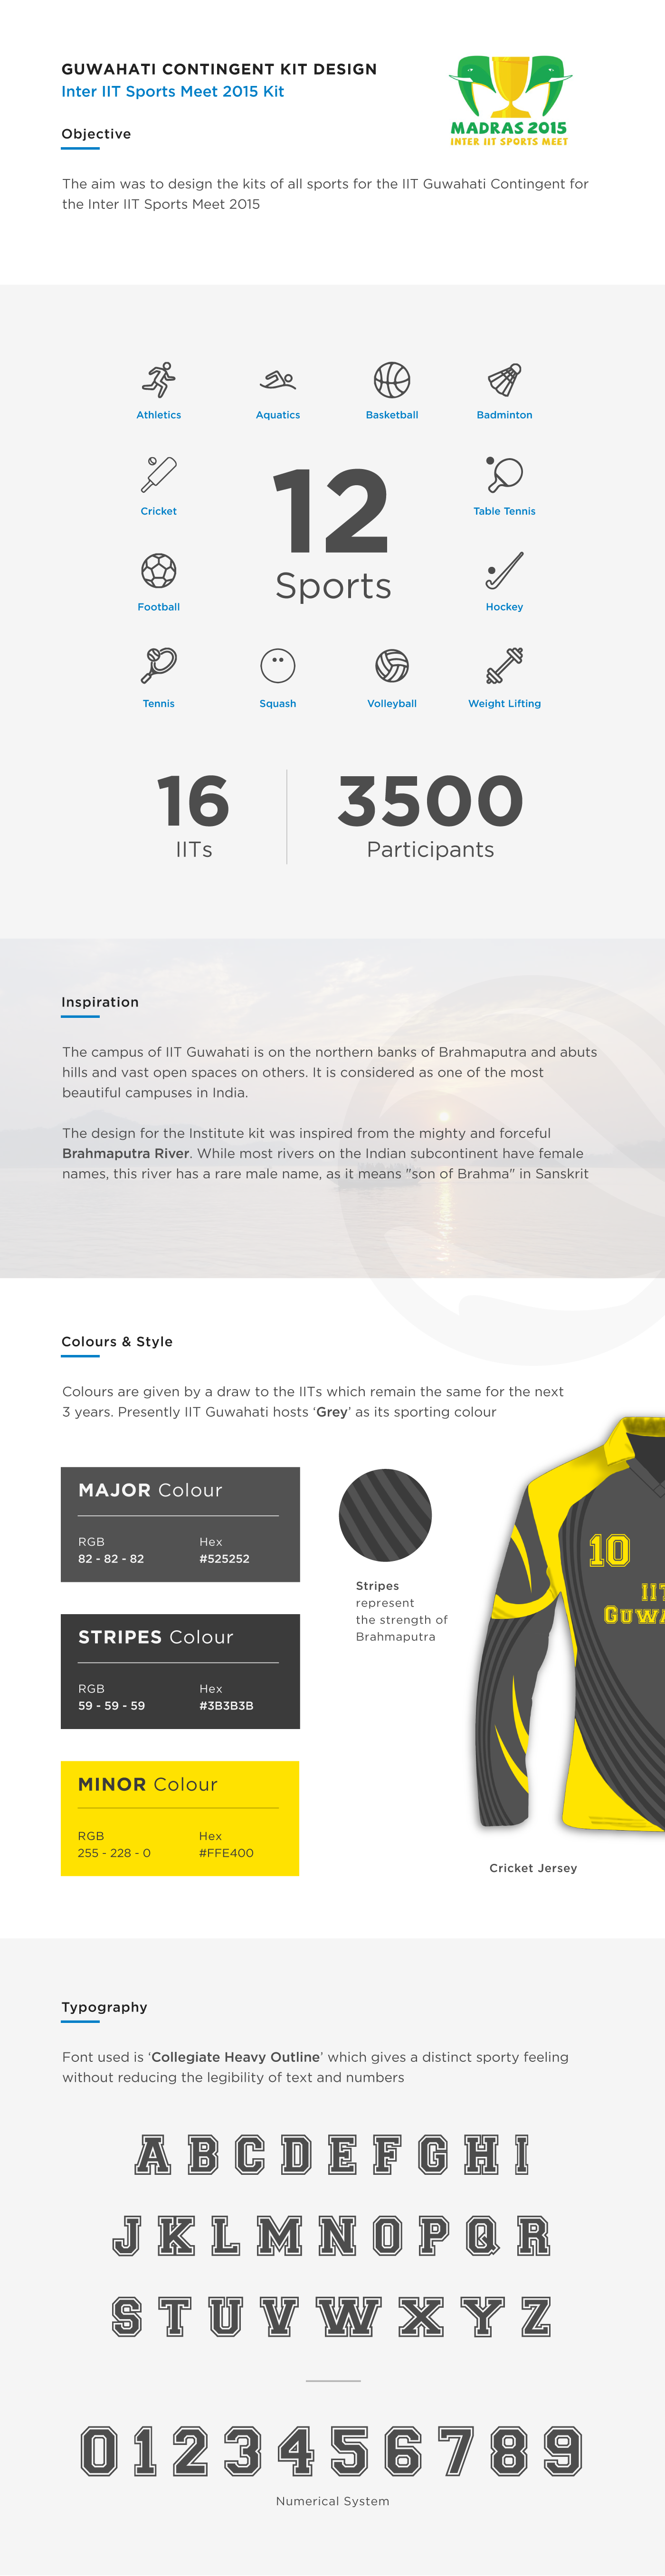 GUWAHATI CONTINGENT KIT DESIGN
Inter IIT Sports Meet 2015 Kit
MADRAS 2015
INTER IIT SPORTS MEET
Objective
The aim was to design the kits of all sports for the IIT Guwahati Contingent for
the Inter IIT Sports Meet 2015
Athletics
Aquatics
Basketball
Badminton
Cricket
12
Sports
Table Tennis
Football
Hockey
Tennis
Squash
Volleyball
Weight Lifting
16
IITs
3500
Participants
Inspiration
The campus of IIT Guwahati is on the northern banks of Brahmaputra and abuts
hills and vast open spaces on others. It is considered as one of the most
beautiful campuses in India.
The design for the Institute kit was inspired from the mighty and forceful
Brahmaputra River. While most rivers on the Indian subcontinent have female
names, this river has a rare male name, as it means "son of Brahma" in Sanskrit
Colours & Style
Colours are given by a draw to the IITs which remain the same for the next
3 years. Presently IIT Guwahati hosts ‘Grey’ as its sporting colour
MAJOR Colour
RGB
82 - 82 - 82
Hex
#525252
STRIPES Colour
RGB
59 - 59 - 59
Hex
#3B3B3B
MINOR Colour
RGB
255 - 228 - 0
Hex
#FFE400
Stripes
represent
the strength of
Brahmaputra
10
IIT
GUWA
Cricket Jersey
Typography
Font used is ‘Collegiate Heavy Outline’ which gives a distinct sporty feeling
without reducing the legibility of text and numbers
A B C D E F G H I
J K L M N O P Q R
S T U V W X Y Z
0 1 2 3 4 5 6 7 8 9
Numerical System